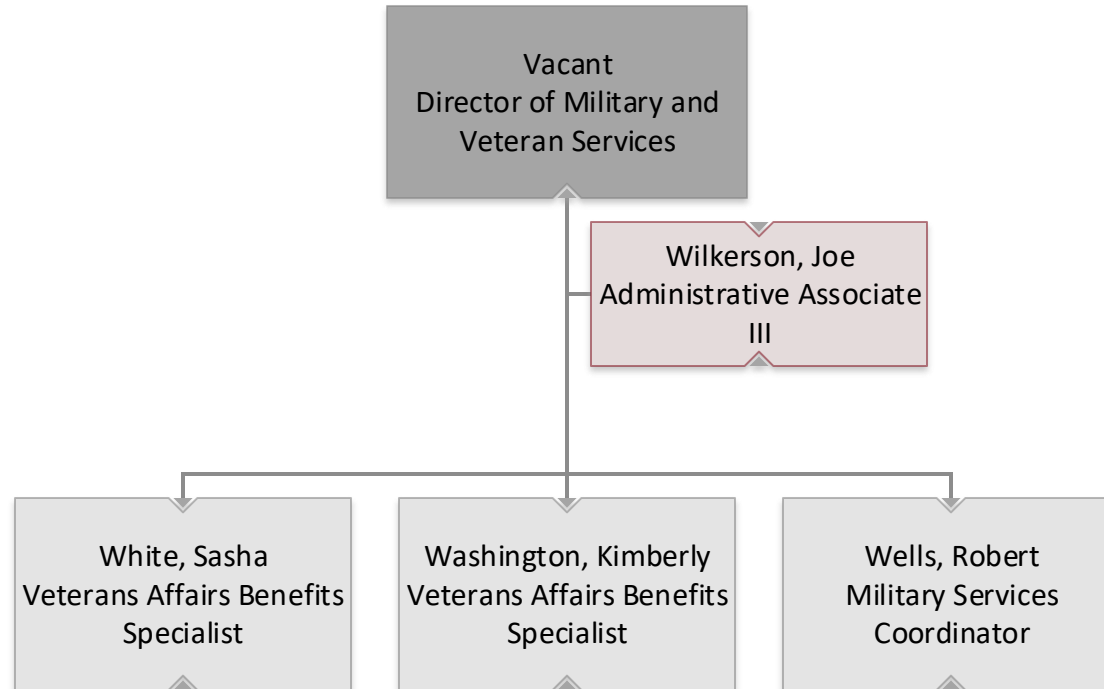 Vacant
Director of Military and
Veteran Services
Wilkerson, Joe
Administrative Associate
III
White, Sasha
Veterans Affairs Benefits
Specialist
Washington, Kimberly
Veterans Affairs Benefits
Specialist
Wells, Robert
Military Services
Coordinator